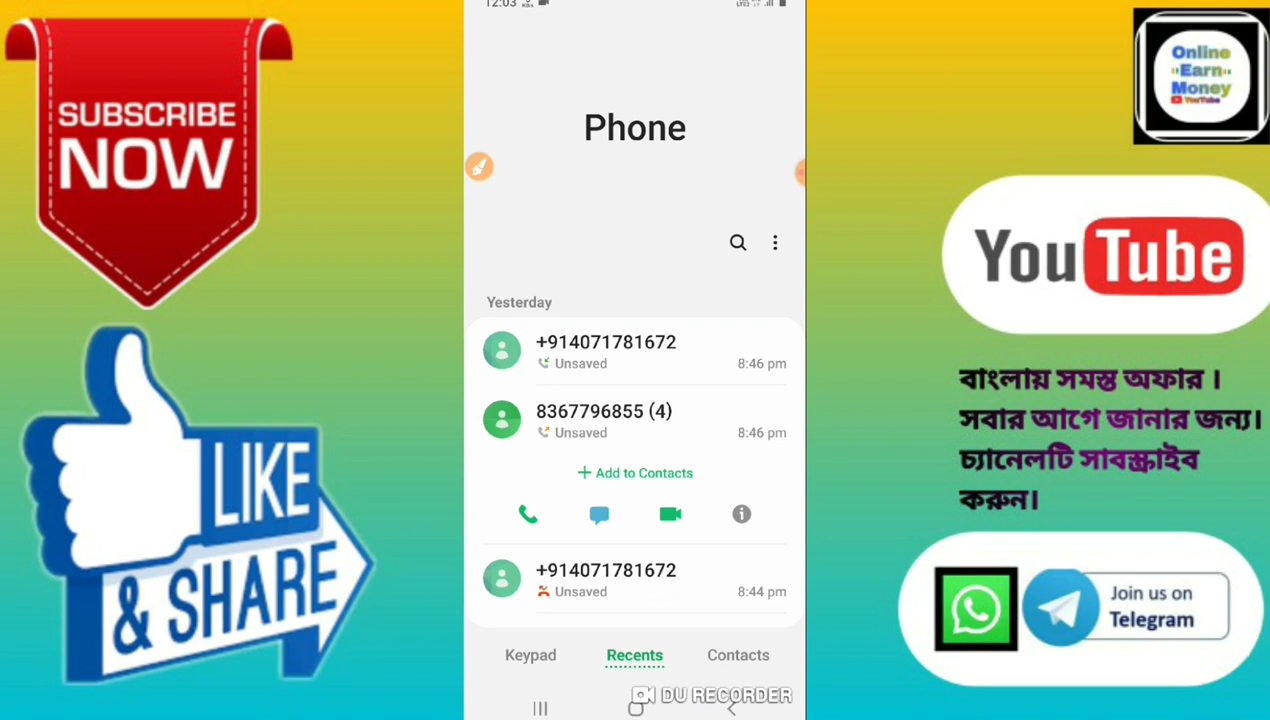 SUBSCRIBE
NOW
LIKE
& SHARE
12:03
Phone
Yesterday
+914071781672
Unsaved
8:46 pm
8367796855 (4)
Unsaved
8:46 pm
+ Add to Contacts
+914071781672
Unsaved
8:44 pm
Keypad
Recents
Contacts
DU RECORDER
Online
Earn
Money
YouTube
YouTube
বাংলায় সমস্ত অফার ।
সবার আগে জানার জন্য।
চ্যানেলটি সাবস্ক্রাইব
করুন।
Join us on
Telegram